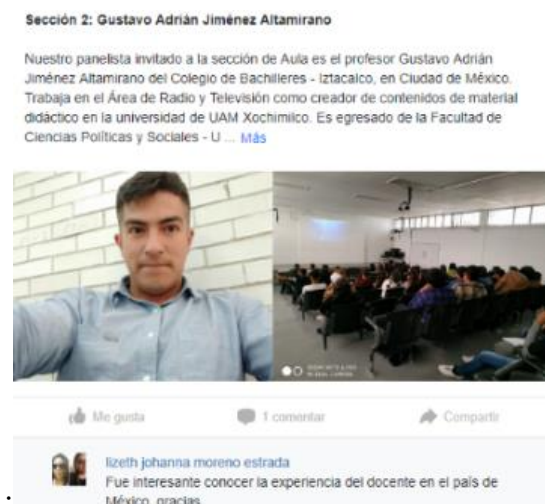 Sección 2: Gustavo Adrián Jiménez Altamirano
Nuestro panelista invitado a la sección de Aula es el profesor Gustavo Adrián
Jiménez Altamirano del Colegio de Bachilleres - Iztacalco, en Ciudad de México.
Trabaja en el Área de Radio y Televisión como creador de contenidos de material
didáctico en la universidad de UAM Xochimilco. Es egresado de la Facultad de
Ciencias Políticas y Sociales - U ... Más
Me gusta
1 comentar
Compartir
lizeth johanna moreno estrada
Fue interesante conocer la experiencia del docente en el país de
México, gracias